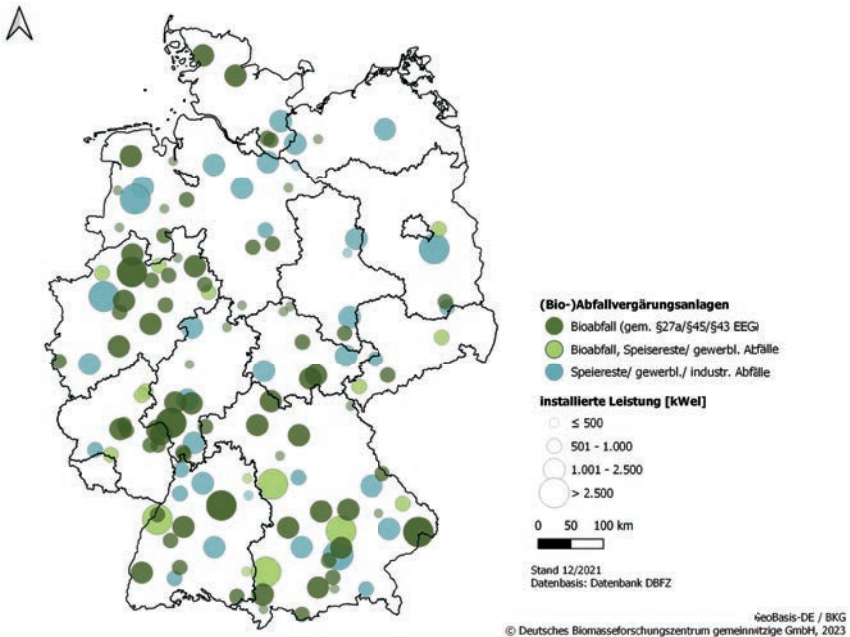 (Bio-)Abfallvergärungsanlagen
Bioabfall (gem. §27a/§45/§43 EEG)
Bioabfall, Speisereste/ gewerbl. Abfälle
Speiereste/ gewerbl./ industr. Abfälle
installierte Leistung [kWel]
≤ 500
501 - 1.000
1.001 - 2.500
> 2.500
0 50 100 km
Stand 12/2021
Datenbasis: Datenbank DBFZ
GeoBasis-DE / BKG
© Deutsches Biomasseforschungszentrum gemeinnitzige GmbH, 2023